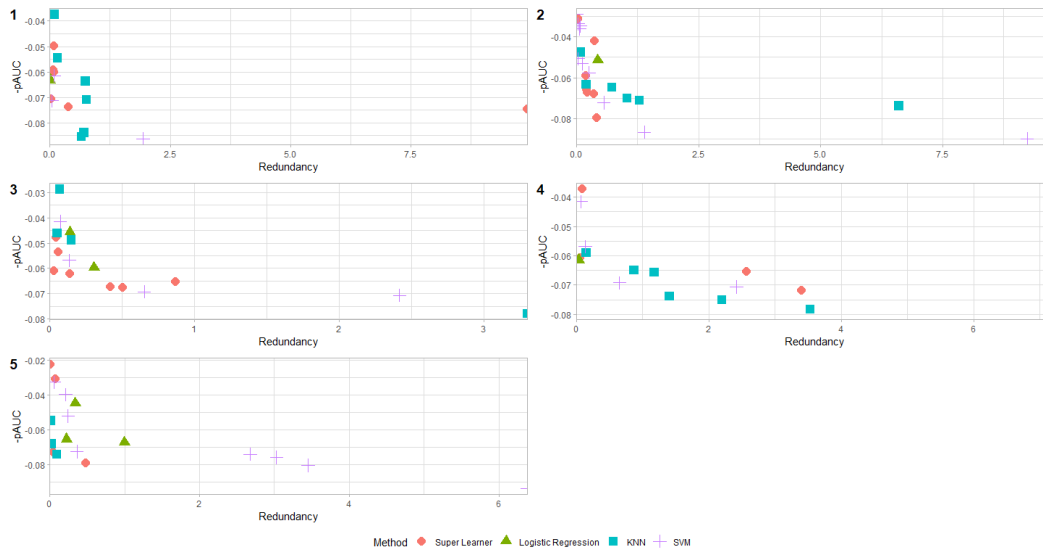 1
-pAUC
-0.04
-0.05
-0.06
-0.07
-0.08
0.0 2.5 5.0 7.5
Redundancy
2
-pAUC
-0.04
-0.06
-0.08
0.0 2.5 5.0 7.5
Redundancy
3
-pAUC
-0.03
-0.04
-0.05
-0.06
-0.07
-0.08
0 1 2 3
Redundancy
4
-pAUC
-0.04
-0.06
-0.08
0 2 4 6
Redundancy
5
-pAUC
-0.02
-0.04
-0.06
-0.08
0 2 4 6
Redundancy
Method Super Learner Logistic Regression KNN SVM